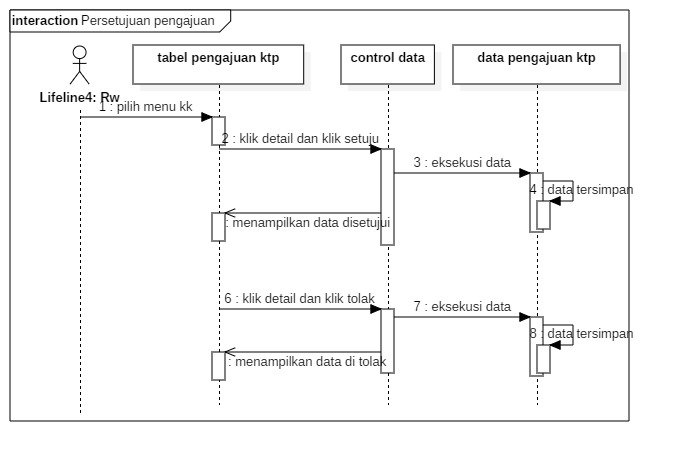 interaction Persetujuan pengajuan
tabel pengajuan ktp
control data
data pengajuan ktp
Lifeline4: Rw
1 : pilih menu kk
2 : klik detail dan klik setuju
3 : eksekusi data
4 : data tersimpan
: menampilkan data disetujui
6 : klik detail dan klik tolak
7 : eksekusi data
8 : data tersimpan
: menampilkan data di tolak